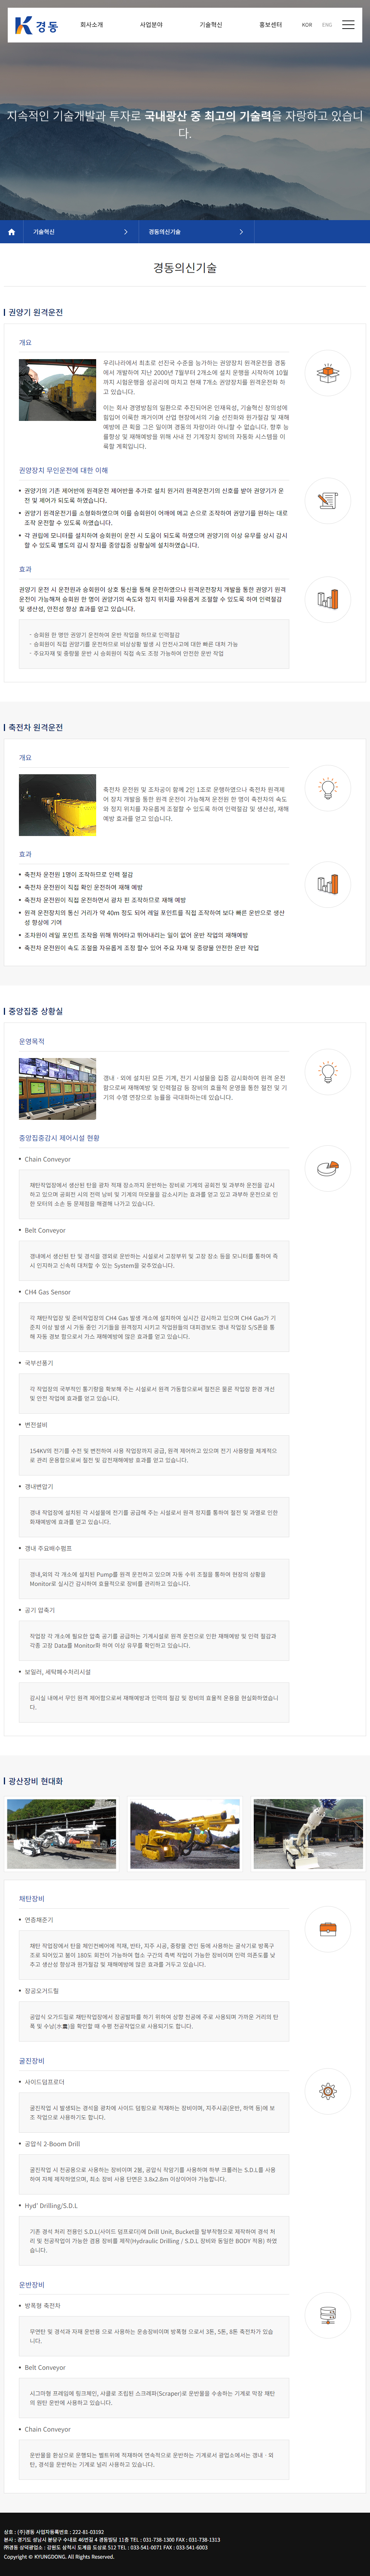 경동
회사소개
사업분야
기술혁신
홍보센터
KOR
ENG
지속적인 기술개발과 투자로 국내광산 중 최고의 기술력을 자랑하고 있습니
다.
기술혁신
경동의신기술
경동의신기술
권양기 원격운전
개요
우리나라에서 최초로 선진국 수준을 능가하는 권양장치 원격운전을 경동
에서 개발하여 지난 2000년 7월부터 2개소에 설치 운행을 시작하여 10월
까지 시험운행을 성공리에 마치고 현재 7개소 권양장치를 원격운전화 하
고 있습니다.
이는 회사 경영방침의 일환으로 추진되어온 인재육성, 기술혁신 창의성에
힘입어 이룩한 쾌거이며 산업 현장에서의 기술 선진화와 원가절감 및 재해
예방에 큰 획을 그은 일이며 경동의 자랑이라 아니할 수 없습니다. 향후 능
률향상 및 재해예방을 위해 사내 전 기계장치 장비의 자동화 시스템을 이
룩할 계획입니다.
권양장치 무인운전에 대한 이해
권양기의 기존 제어반에 원격운전 제어반을 추가로 설치 원거리 원격운전기의 신호를 받아 권양기가 운
전 및 제어가 되도록 하였습니다.
권양기 원격운전기를 소형화하였으며 이를 승회원이 어깨에 메고 손으로 조작하며 권양기를 원하는 대로
조작 운전할 수 있도록 하였습니다.
각 권립에 모니터를 설치하여 승회원이 운전 시 도움이 되도록 하였으며 권양기의 이상 유무를 상시 감시
할 수 있도록 별도의 감시 장치를 중앙집중 상황실에 설치하였습니다.
효과
권양기 운전 시 운전원과 승회원이 상호 통신을 통해 운전하였으나 원격운전장치 개발을 통한 권양기 원격
운전이 가능해져 승회원 한 명이 권양기의 속도와 정지 위치를 자유롭게 조절할 수 있도록 하여 인력절감
및 생산성, 안전성 향상 효과를 얻고 있습니다.
- 승회원 한 명만 권양기 운전하여 운반 작업을 하므로 인력절감
- 승회원이 직접 권양기를 운전하므로 비상상황 발생 시 안전사고에 대한 빠른 대처 가능
- 주요자재 및 중량물 운반 시 승회원이 직접 속도 조정 가능하여 안전한 운반 작업
축전차 원격운전
개요
축전차 운전원 및 조차공이 함께 2인 1조로 운행하였으나 축전차 원격제
어 장치 개발을 통한 원격 운전이 가능해져 운전원 한 명이 축전차의 속도
와 정지 위치를 자유롭게 조절할 수 있도록 하여 인력절감 및 생산성, 재해
예방 효과를 얻고 있습니다.
효과
축전차 운전원 1명이 조작하므로 인력 절감
축전차 운전원이 직접 확인 운전하여 재해 예방
축전차 운전원이 직접 운전하면서 광차 푄 조작하므로 재해 예방
원격 운전장치의 통신 거리가 약 40m 정도 되어 레일 포인트를 직접 조작하여 보다 빠른 운반으로 생산
성 향상에 기여
조차원이 레일 포인트 조작을 위해 뛰어타고 뛰어내리는 일이 없어 운반 작업의 재해예방
축전차 운전원이 속도 조절을 자유롭게 조정 할수 있어 주요 자재 및 중량물 안전한 운반 작업
중앙집중 상황실
운영목적
갱내ㆍ외에 설치된 모든 기계, 전기 시설물을 집중 감시화하여 원격 운전
함으로써 재해예방 및 인력절감 등 장비의 효율적 운영을 통한 절전 및 기
기의 수명 연장으로 능률을 극대화하는데 있습니다.
중앙집중감시 제어시설 현황
Chain Conveyor
채탄작업장에서 생산된 탄을 광차 적재 장소까지 운반하는 장비로 기계의 공회전 및 과부하 운전을 감시
하고 있으며 공회전 시의 전력 낭비 및 기계의 마모율을 감소시키는 효과를 얻고 있고 과부하 운전으로 인
한 모터의 소손 등 문제점을 해결해 나가고 있습니다.
Belt Conveyor
갱내에서 생산된 탄 및 경석을 갱외로 운반하는 시설로서 고장부위 및 고장 장소 등을 모니터를 통하여 즉
시 인지하고 신속히 대처할 수 있는 System을 갖추었습니다.
CH4 Gas Sensor
각 채탄작업장 및 준비작업장의 CH4 Gas 발생 개소에 설치하여 실시간 감시하고 있으며 CH4 Gas가 기
준치 이상 발생 시 가동 중인 기기들을 원격정지 시키고 작업원들의 대피경보도 갱내 작업장 S/S폰을 통
해 자동 경보 함으로서 가스 재해예방에 많은 효과를 얻고 있습니다.
국부선풍기
각 작업장의 국부적인 통기량을 확보해 주는 시설로서 원격 가동함으로써 절전은 물론 작업장 환경 개선
및 안전 작업에 효과를 얻고 있습니다.
변전설비
154KV의 전기를 수전 및 변전하여 사용 작업장까지 공급, 원격 제어하고 있으며 전기 사용량을 체계적으
로 관리 운용함으로써 절전 및 감전재해예방 효과를 얻고 있습니다.
갱내변압기
갱내 작업장에 설치된 각 시설물에 전기를 공급해 주는 시설로서 원격 정지를 통하여 절전 및 과열로 인한
화재예방에 효과를 얻고 있습니다.
갱내 주요배수펌프
갱내,외의 각 개소에 설치된 Pump를 원격 운전하고 있으며 자동 수위 조절을 통하여 현장의 상황을
Monitor로 실시간 감시하여 효율적으로 장비를 관리하고 있습니다.
공기 압축기
작업장 각 개소에 필요한 압축 공기를 공급하는 기계시설로 원격 운전으로 인한 재해예방 및 인력 절감과
각종 고장 Data를 Monitor화 하여 이상 유무를 확인하고 있습니다.
보일러, 세탁폐수처리시설
감시실 내에서 무인 원격 제어함으로써 재해예방과 인력의 절감 및 장비의 효율적 운용을 현실화하였습니
다.
광산장비 현대화
채탄장비
연층채준기
채탄 작업장에서 탄을 체인컨베어에 적재, 반타, 지주 시공, 중량물 견인 등에 사용하는 굴삭기로 방폭구
조로 되어있고 붐이 180도 회전이 가능하여 협소 구간의 측벽 작업이 가능한 장비이며 인력 의존도를 낮
추고 생산성 향상과 원가절감 및 재해예방에 많은 효과를 거두고 있습니다.
장공오거드릴
공압식 오가드릴로 채탄작업장에서 장공발파를 하기 위하여 상향 천공에 주로 사용되며 가까운 거리의 탄
폭 및 수낭(水囊)을 확인할 때 수평 천공작업으로 사용되기도 합니다.
굴진장비
사이드덤프로더
굴진작업 시 발생되는 경석을 광차에 사이드 덤핑으로 적재하는 장비이며, 지주시공(운반, 하역 등)에 보
조 작업으로 사용하기도 합니다.
공압식 2-Boom Drill
굴진작업 시 천공용으로 사용하는 장비이며 2붐, 공압식 착암기를 사용하며 하부 크롤러는 S.D.L를 사용
하여 자체 제작하였으며, 최소 장비 사용 단면은 3.8x2.8m 이상이어야 가능합니다.
Hyd' Drilling/S.D.L
기존 경석 처리 전용인 S.D.L(사이드 덤프로더)에 Drill Unit, Bucket을 탈부착형으로 제작하여 경석 처
리 및 천공작업이 가능한 겸용 장비를 제작(Hydraulic Drilling / S.D.L 장비와 동일한 BODY 적용) 하였
습니다.
운반장비
방폭형 축전차
무연탄 및 경석과 자재 운반용 으로 사용하는 운송장비이며 방폭형 으로서 3톤, 5톤, 8톤 축전차가 있습
니다.
Belt Conveyor
시그마형 프레임에 링크체인, 사클로 조립된 스크레파(Scraper)로 운반물을 수송하는 기계로 막장 채탄
의 원탄 운반에 사용하고 있습니다.
Chain Conveyor
운반물을 환상으로 운행되는 벨트위에 적재하여 연속적으로 운반하는 기계로서 광업소에서는 갱내ㆍ외
탄, 경석을 운반하는 기계로 널리 사용하고 있습니다.
상호 : (주)경동 사업자등록번호 : 222-81-03192
본사 : 경기도 성남시 분당구 수내로 46번길 4 경동빌딩 11층 TEL : 031-738-1300 FAX : 031-738-1313
㈜경동 상덕광업소 : 강원도 삼척시 도계읍 도상로 512 TEL : 033-541-0071 FAX : 033-541-6003
Copyright © KYUNGDONG. All Rights Reserved.